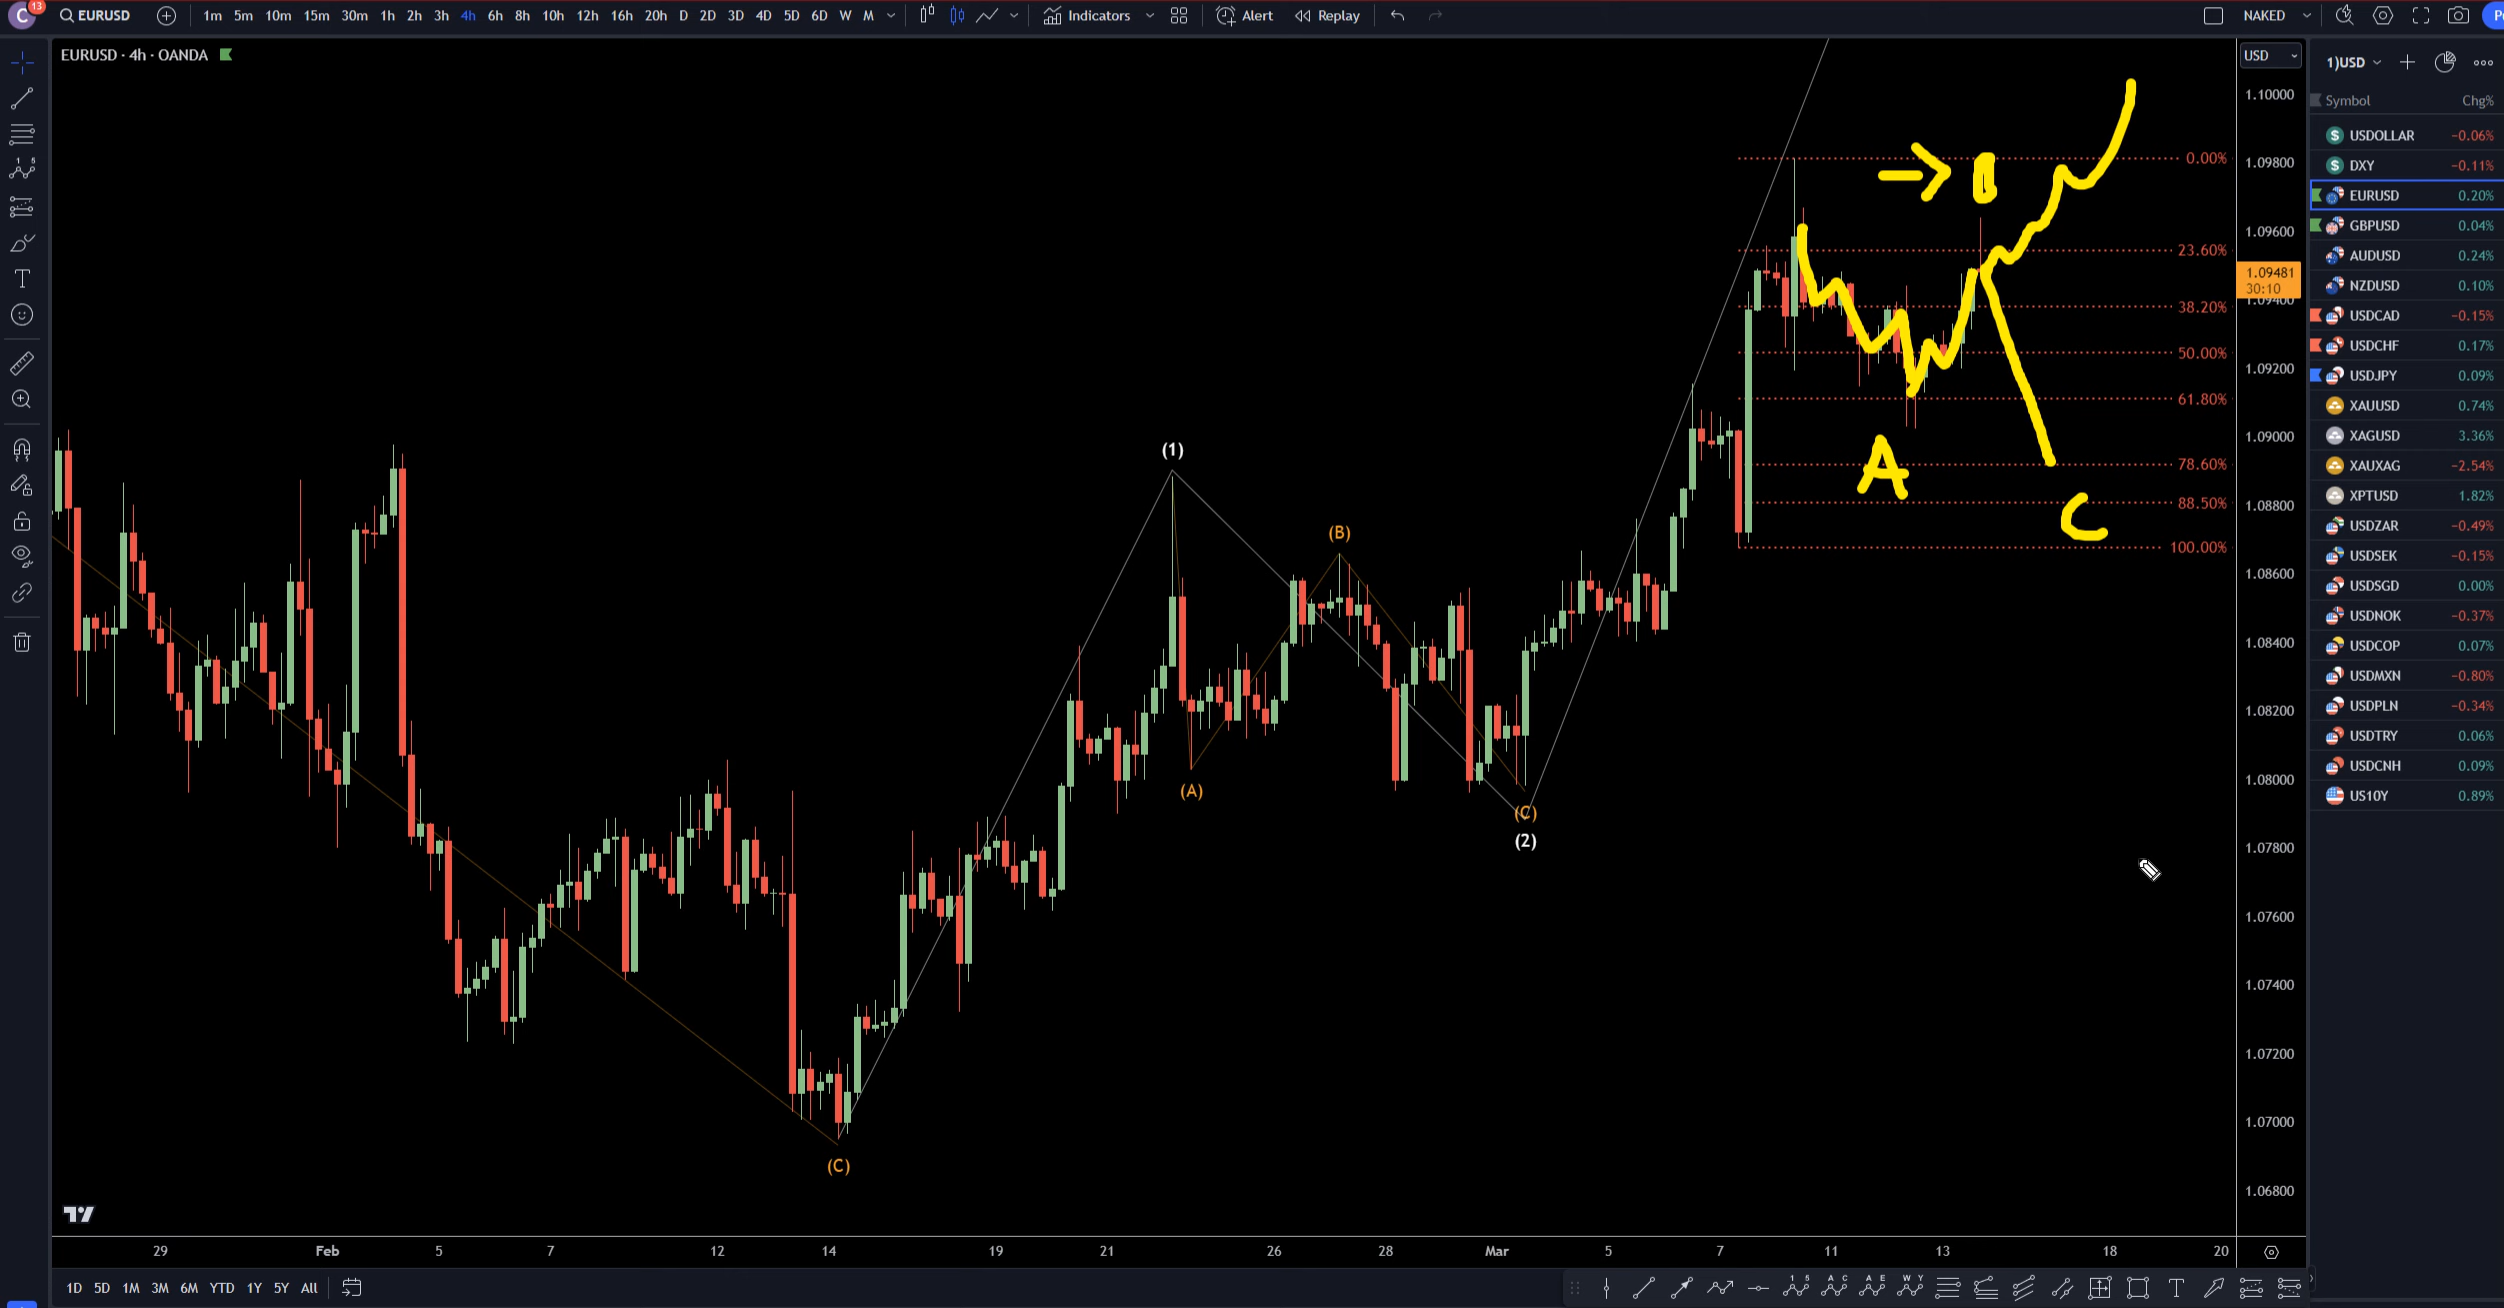 C 13 EURUSD 1m 5m 10m 15m 30m 1h 2h 3h 4h 6h 8h 10h 12h 16h 20h D 2D 3D 4D 5D 6D W M Indicators Alert Replay NAKED
EURUSD · 4h · OANDA
USD
1)USD
Symbol Chg%
USDOLLAR −0.06%
DXY −0.11%
EURUSD 0.20%
GBPUSD 0.04%
AUDUSD 0.24%
NZDUSD 0.10%
USDCAD −0.15%
USDCHF 0.17%
USDJPY 0.09%
XAUUSD 0.74%
XAGUSD 3.36%
XAUXAG −2.54%
XPTUSD 1.82%
USDZAR −0.49%
USDSEK −0.15%
USDSGD 0.00%
USDNOK −0.37%
USDCOP 0.07%
USDMXN −0.80%
USDPLN −0.34%
USDTRY 0.06%
USDCNH 0.09%
US10Y 0.89%
1.10000
1.09800
1.09600
1.09481
30:10
1.09400
1.09200
1.09000
1.08800
1.08600
1.08400
1.08200
1.08000
1.07800
1.07600
1.07400
1.07200
1.07000
1.06800
0.00%
23.60%
38.20%
50.00%
61.80%
78.60%
88.50%
100.00%
A
C
(1)
(B)
(A)
(C)
(2)
(C)
29 Feb 5 7 12 14 19 21 26 28 Mar 5 7 11 13 18 20
1D 5D 1M 3M 6M YTD 1Y 5Y All